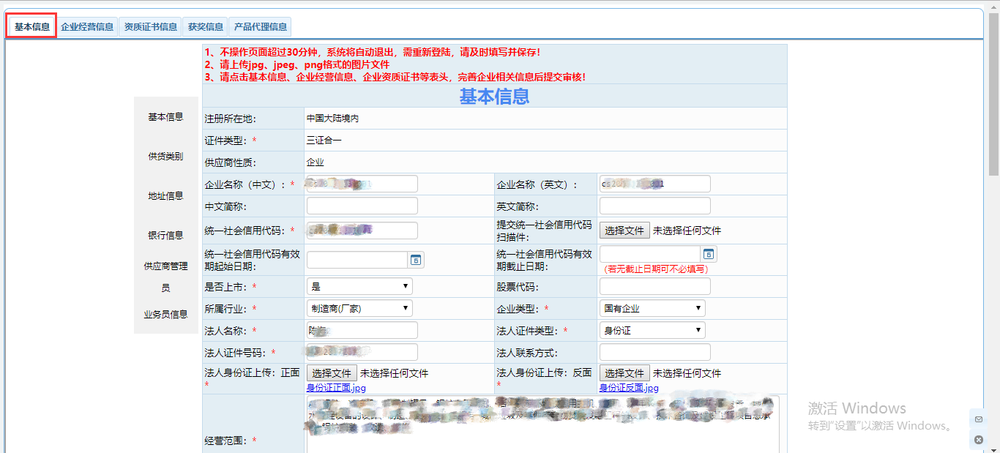 基本信息 企业经营信息 资质证书信息 获奖信息 产品代理信息
1、不操作页面超过30分钟，系统将自动退出，需重新登陆，请及时填写并保存！
2、请上传jpg、jpeg、png格式的图片文件
3、请点击基本信息、企业经营信息、企业资质证书等表头，完善企业相关信息后提交审核！
基本信息
基本信息
供货类别
地址信息
银行信息
供应商管理
员
业务员信息
注册所在地： 中国大陆境内
证件类型：* 三证合一
供应商性质： 企业
企业名称（中文）：* 企业名称（英文）：
中文简称： 英文简称：
统一社会信用代码：* 提交统一社会信用代码
扫描件： 选择文件 未选择任何文件
统一社会信用代码有效
期起始日期： 统一社会信用代码有效
期截止日期：
（若无截止日期可不必填写）
是否上市：* 是 股票代码：
所属行业：* 制造商(厂家) 企业类型：* 国有企业
法人名称：* 陈 法人证件类型：* 身份证
法人证件号码：* 法人联系方式：
法人身份证上传：正面
* 选择文件 未选择任何文件
身份证正面.jpg
法人身份证上传：反面
* 选择文件 未选择任何文件
身份证反面.jpg
经营范围：*
激活 Windows
转到"设置"以激活 Windows。